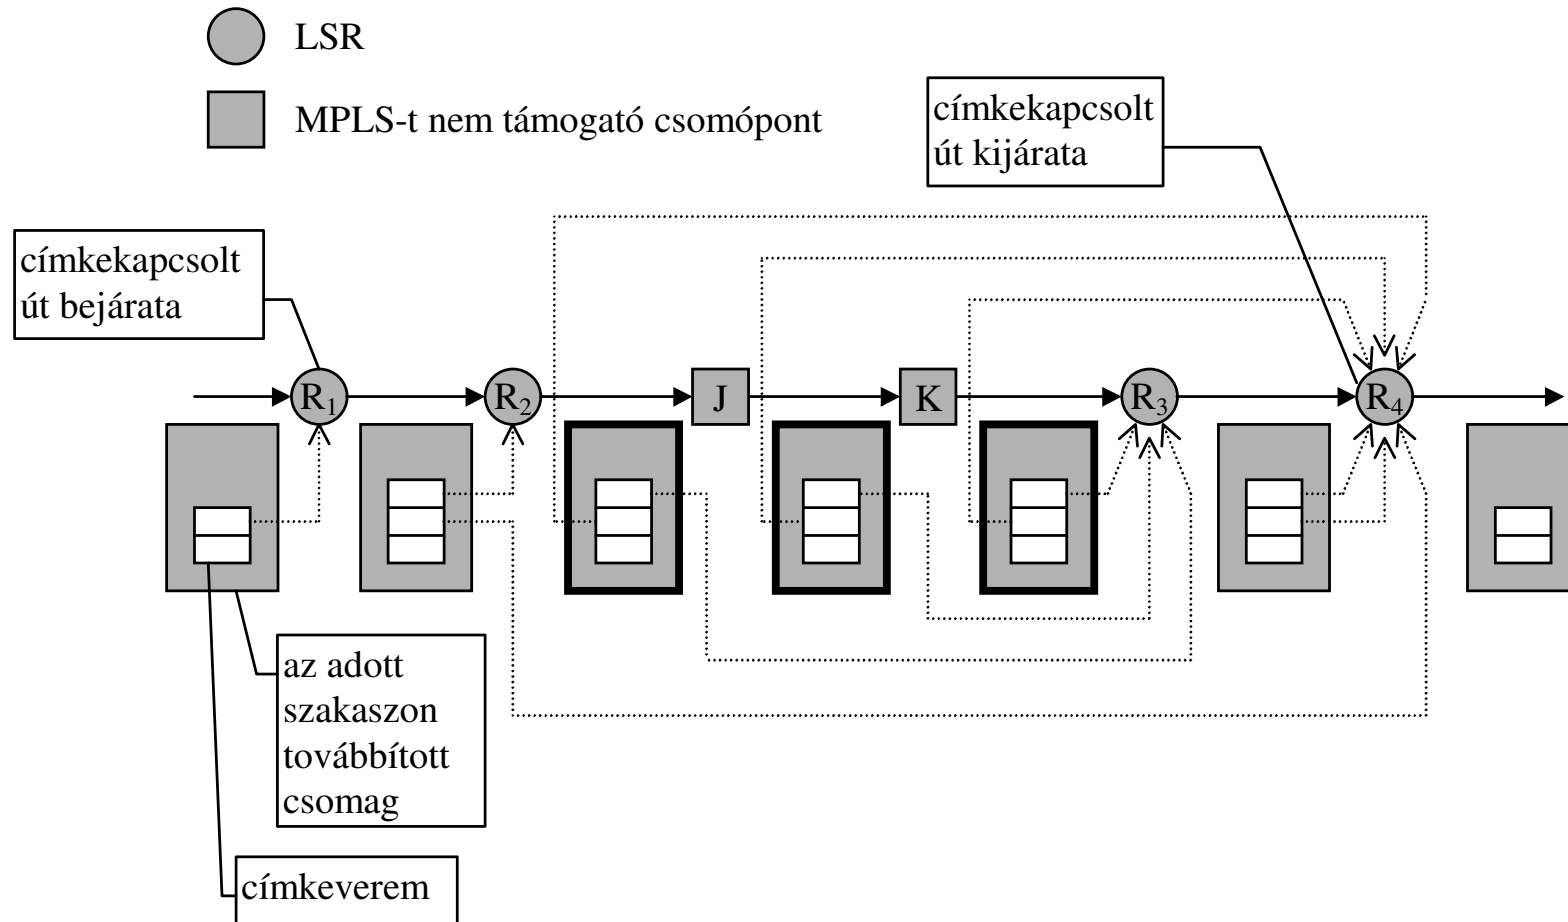 LSR
MPLS-t nem támogató csomópont
címkekapcsolt
út kijárata
címkekapcsolt
út bejárata
R₁
R₂
J
K
R₃
R₄
az adott
szakaszon
továbbított
csomag
címkeverem